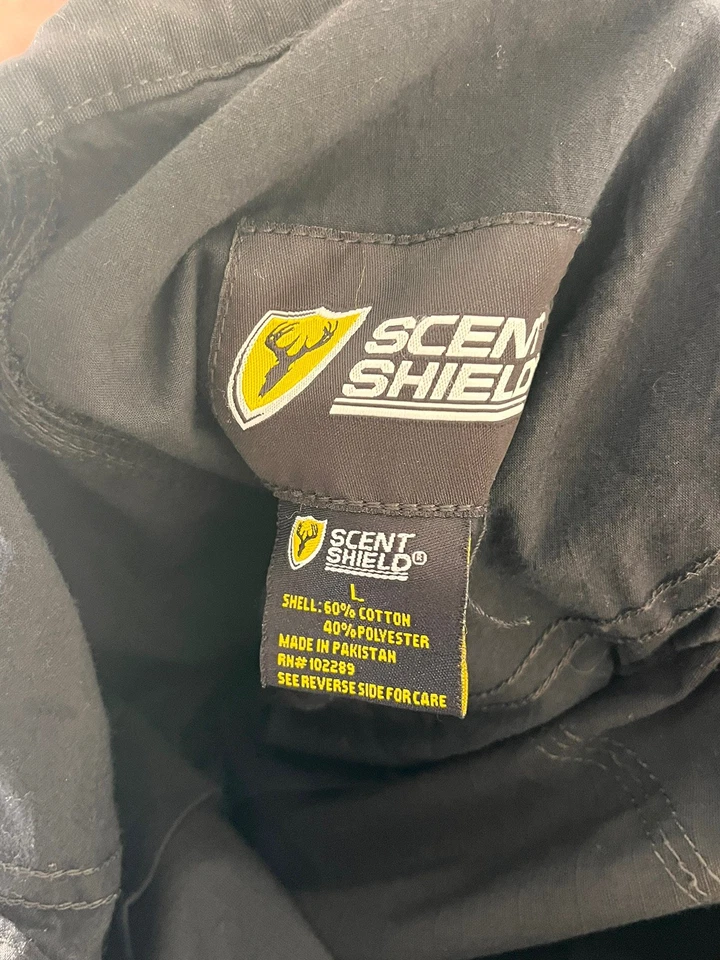 SCENT
SHIELD
SCENT
SHIELD®
L
SHELL: 60% COTTON
40% POLYESTER
MADE IN PAKISTAN
RN# 102289
SEE REVERSE SIDE FOR CARE